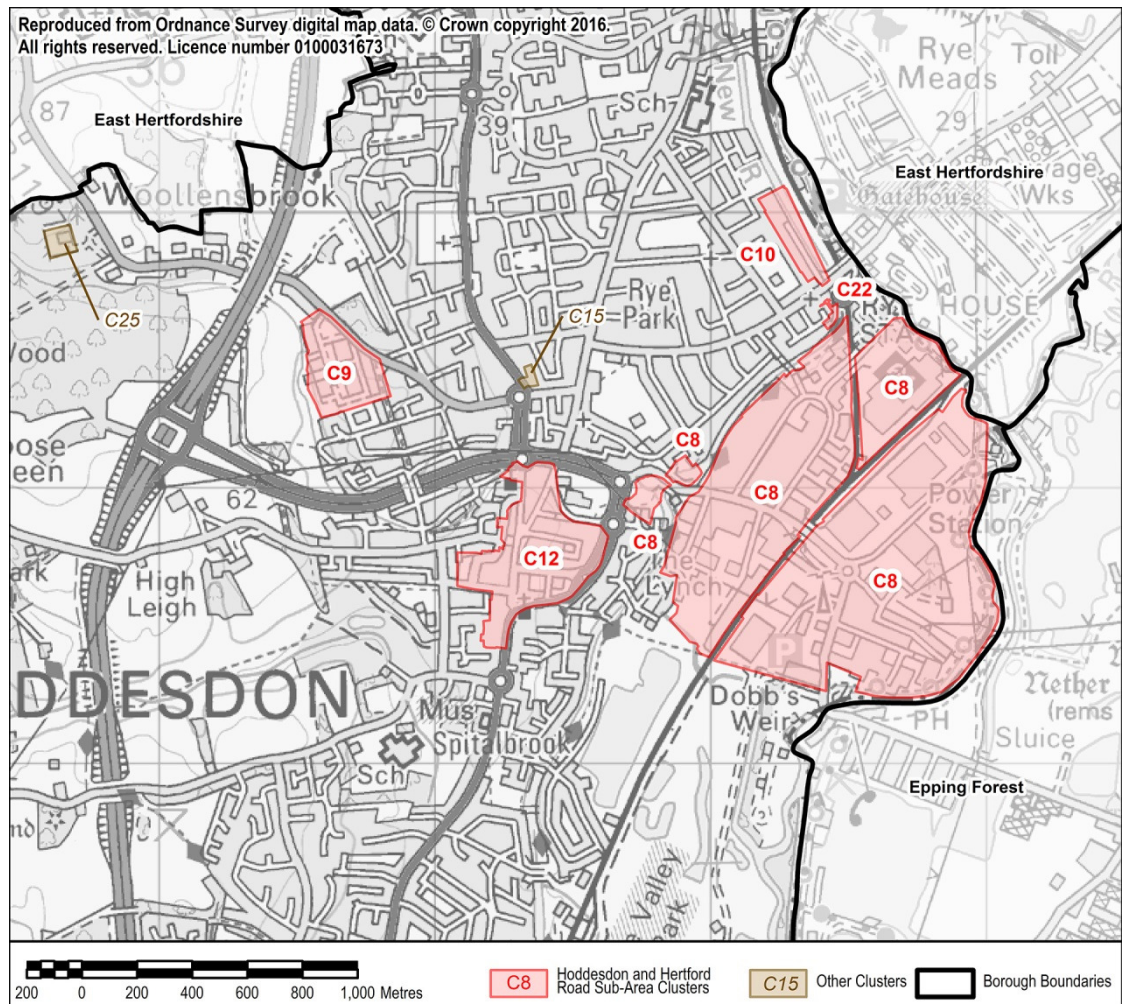 Reproduced from Ordnance Survey digital map data. © Crown copyright 2016.
All rights reserved. Licence number 0100031673
36
87
East Hertfordshire
39
Sch
New
Rye
Meads
Toll
29
East Hertfordshire
Wks
Gatehouse
Woollensbrook
C10
C22
RYE
HOUSE
Rye
Park
C25
C15
Wood
C9
C8
C8
C8
62
Power
Station
C8
C12
The
Lynch
C8
High
Leigh
P
DDESDON
Dobb's
Weir
Nether
(rems
PH
Sluice
Mus
Spitalbrook
Sch
Epping Forest
Valley
Park
200 0 200 400 600 800 1,000 Metres
C8 Hoddesdon and Hertford
Road Sub-Area Clusters
C15 Other Clusters
Borough Boundaries